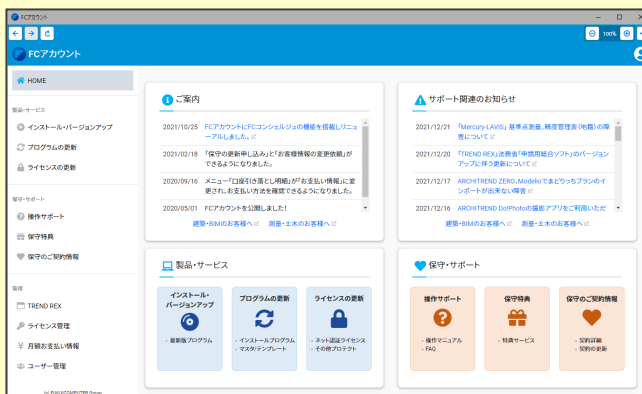 FCアカウント
100%
FCアカウント
HOME
製品・サービス
インストール・バージョンアップ
プログラムの更新
ライセンスの更新
保守・サポート
操作サポート
保守特典
保守のご契約情報
管理
TREND REX
ライセンス管理
月額お支払い情報
ユーザー管理
(c) FUKUICOMPUTER Group
ご案内
2021/10/25 FCアカウントにFCコンシェルジュの機能を搭載しリニュ
ーアルしました。
2021/02/18 「保守の更新申し込み」と「お客様情報の変更依頼」が
できるようになりました。
2020/09/16 メニュー「口座引き落とし明細」が「お支払い情報」に変
更され、お支払い方法を確認できるようになりました。
2020/05/01 FCアカウントを公開しました!
建築・BIMのお客様へ 測量・土木のお客様へ
サポート関連のお知らせ
2021/12/21 「Mercury-LAVIS」 基準点測量、精度管理表(地籍)の障
害について
2021/12/20 「TREND REX」法務省「申請用総合ソフト」のバージョン
アップに伴う更新について
2021/12/17 ARCHITREND ZERO、Modelioでまどりっちプランのイ
ンポートが出来ない障害
2021/12/16 ARCHITREND Do!Photoの撮影アプリをご利用いただ
建築・BIMのお客様へ 測量・土木のお客様へ
製品・サービス
インストール・
バージョンアップ
・最新版プログラム
プログラムの更新
・インストールプログラム
・マスタ/テンプレート
ライセンスの更新
・ネット認証ライセンス
・その他プロテクト
保守・サポート
操作サポート
・操作マニュアル
・FAQ
保守特典
・特典サービス
保守のご契約情報
・契約詳細
・契約の更新